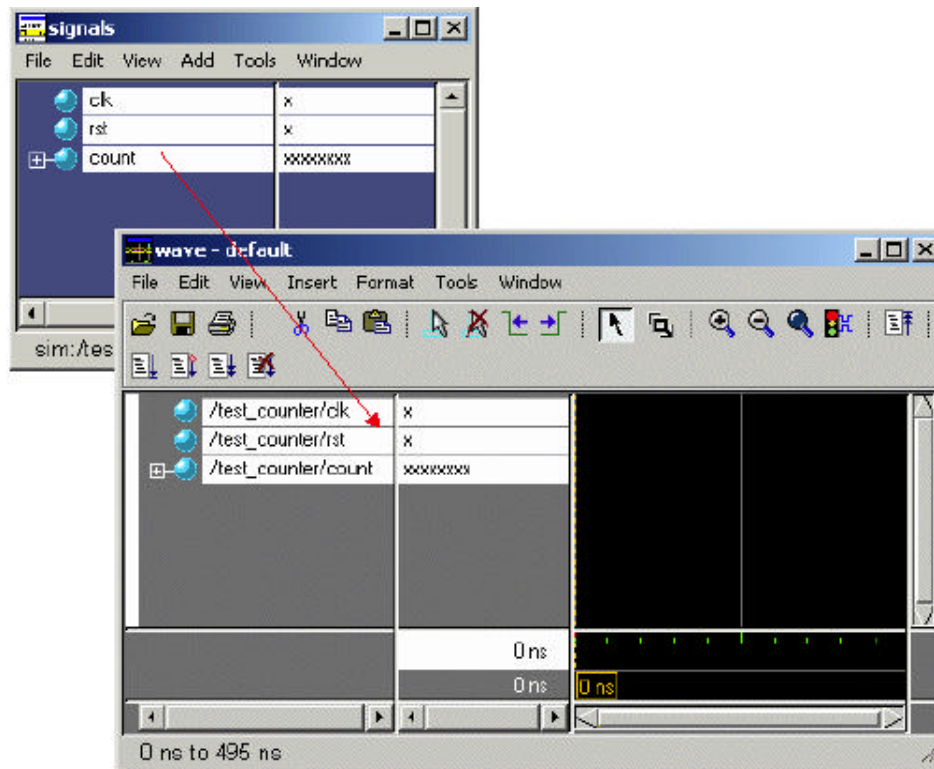 signals
File Edit View Add Tools Window
clk x
rst x
count xxxxxxxx
sim:/tes
wave - default
File Edit View Insert Format Tools Window
/test_counter/clk x
/test_counter/rst x
/test_counter/count xxxxxxxx
0 ns
0 ns 0 ns
0 ns to 495 ns